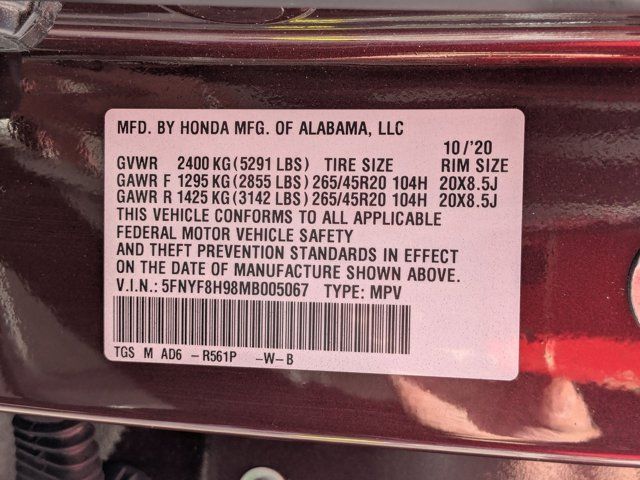 MFD. BY HONDA MFG. OF ALABAMA, LLC
10/'20
GVWR 2400 KG(5291 LBS) TIRE SIZE RIM SIZE
GAWR F 1295 KG(2855 LBS) 265/45R20 104H 20X8.5J
GAWR R 1425 KG(3142 LBS) 265/45R20 104H 20X8.5J
THIS VEHICLE CONFORMS TO ALL APPLICABLE
FEDERAL MOTOR VEHICLE SAFETY
AND THEFT PREVENTION STANDARDS IN EFFECT
ON THE DATE OF MANUFACTURE SHOWN ABOVE.
V.I.N.: 5FNYF8H98MB005067 TYPE: MPV
TGS M AD6 -R561P -W-B